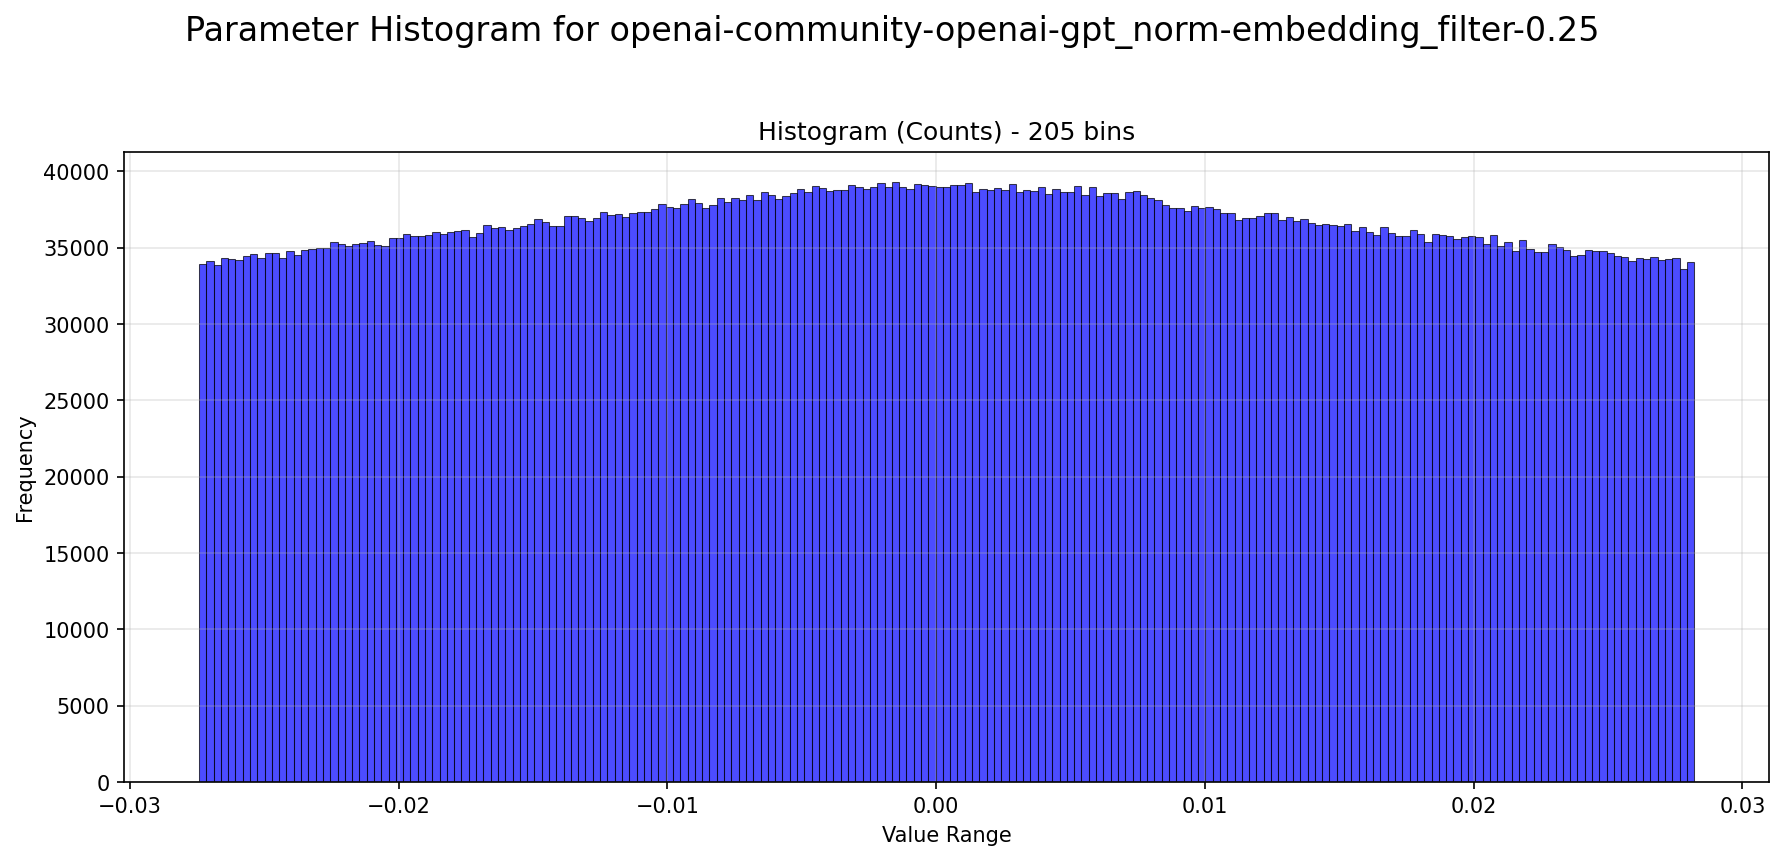 Parameter Histogram for openai-community-openai-gpt_norm-embedding_filter-0.25
Histogram (Counts) - 205 bins
40000
35000
30000
25000
20000
15000
10000
5000
0
Frequency
−0.03 −0.02 −0.01 0.00 0.01 0.02 0.03
Value Range